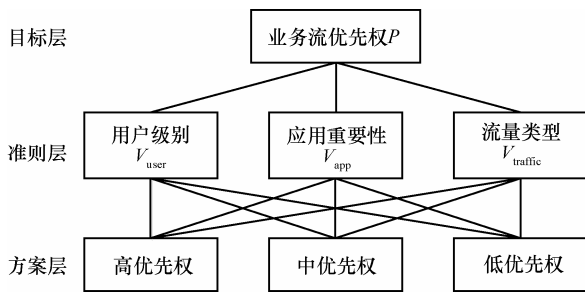 目标层
业务流优先权P
准则层
用户级别
Vuser
应用重要性
Vapp
流量类型
Vtraffic
方案层
高优先权
中优先权
低优先权